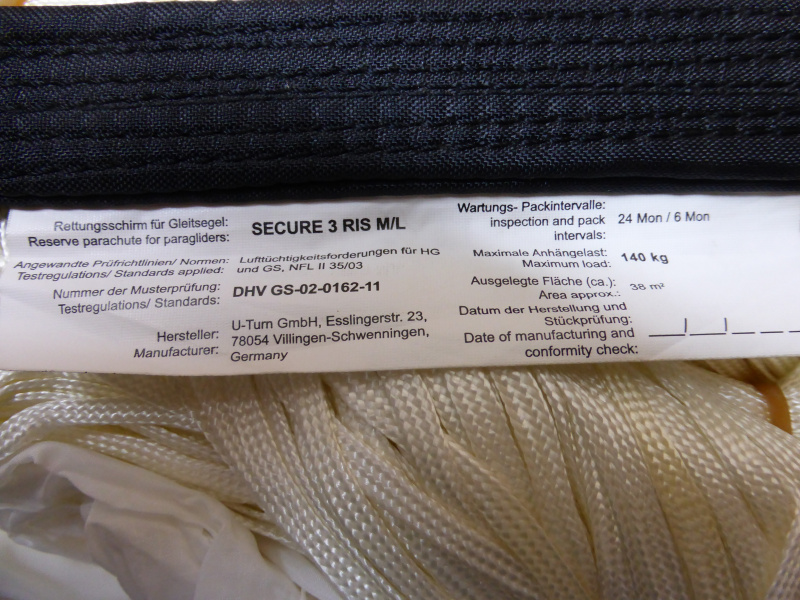 Rettungsschirm für Gleitsegel:
Reserve parachute for paragliders:
SECURE 3 RIS M/L
Angewandte Prüfrichtlinien/ Normen:
Testregulations/ Standards applied:
Lufttüchtigkeitsforderungen für HG
und GS, NFL II 35/03
Nummer der Musterprüfung:
Testregulations/ Standards:
DHV GS-02-0162-11
Hersteller:
Manufacturer:
U-Turn GmbH, Esslingerstr. 23,
78054 Villingen-Schwenningen,
Germany
Wartungs- Packintervalle:
inspection and pack
intervals:
24 Mon / 6 Mon
Maximale Anhängelast:
Maximum load:
140 kg
Ausgelegte Fläche (ca.):
Area approx.:
38 m²
Datum der Herstellung und
Stückprüfung:
Date of manufacturing and
conformity check:
___/___/_ _ _